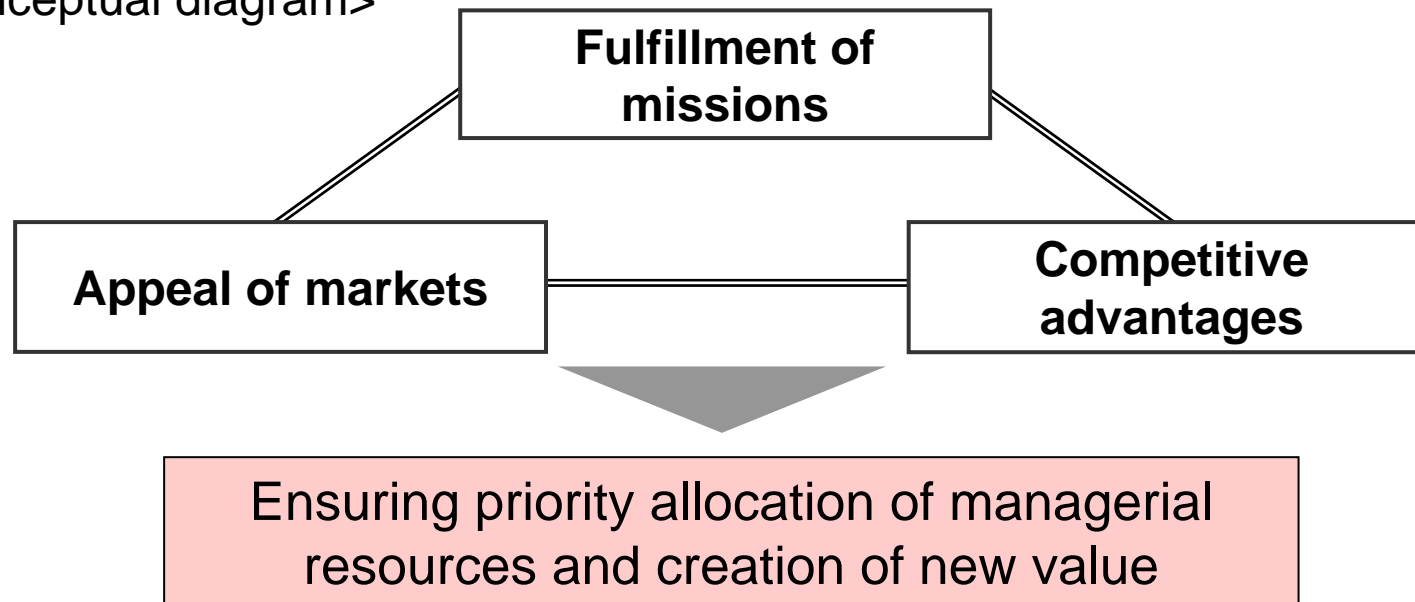 ceptual diagram>
Fulfillment of
missions
Appeal of markets
Competitive
advantages
Ensuring priority allocation of managerial
resources and creation of new value